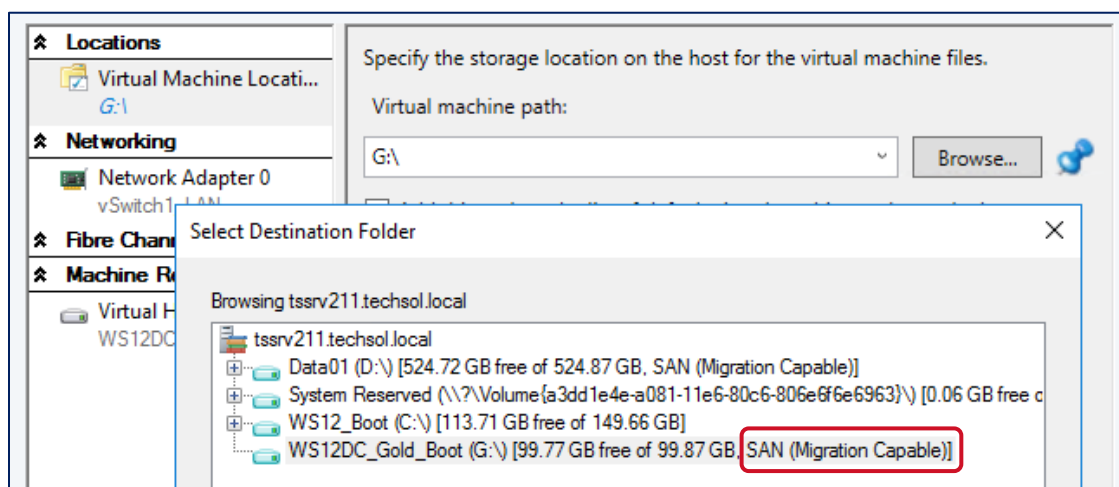 Locations
Virtual Machine Locati...
G:\
Networking
Network Adapter 0
vSwitch1_LAN
Fibre Chann
Machine Re
Virtual H
WS12DC
Specify the storage location on the host for the virtual machine files.
Virtual machine path:
G:\
Browse...
Select Destination Folder
Browsing tssrv211.techsol.local
tssrv211.techsol.local
Data01 (D:\) [524.72 GB free of 524.87 GB, SAN (Migration Capable)]
System Reserved (\\?\Volume{a3dd1e4e-a081-11e6-80c6-806e6f6e6963}\) [0.06 GB free o
WS12_Boot (C:\) [113.71 GB free of 149.66 GB]
WS12DC_Gold_Boot (G:\) [99.77 GB free of 99.87 GB, SAN (Migration Capable)]